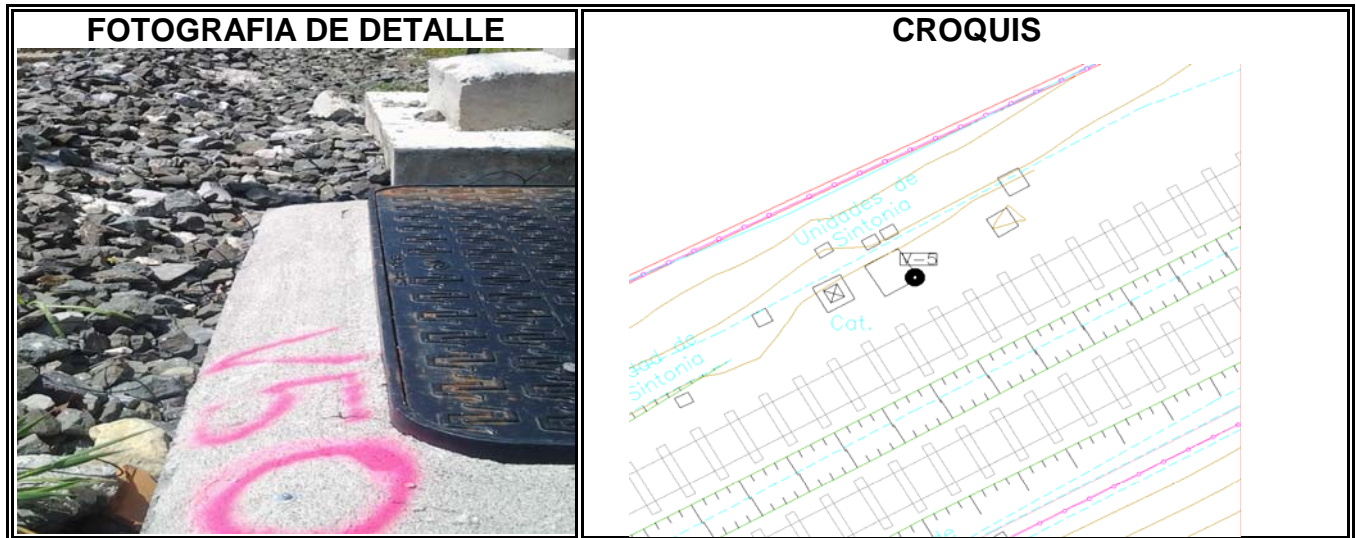 FOTOGRAFIA DE DETALLE
CROQUIS
V5
Unidades de
Sintonia
V-5
Cat.
dad de
Sintonia